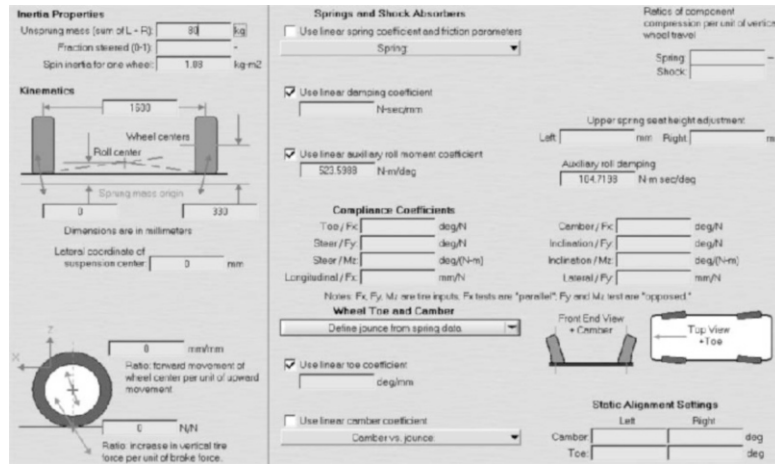 Inertia Properties
Unsprung mass (sum of L + R): 80 kg
Fraction steered (0-1): -
Spin inertia for one wheel: kg-m2
Kinematics
Wheel centers
Roll center
Sprung mass origin
0
Dimensions are in millimeters
Lateral coordinate of
suspension center: 0 mm
Z
X
0 mm/mm
Ratio: forward movement of
wheel center per unit of upward
movement
0 N/N
Ratio: increase in vertical tire
force per unit of brake force.
Springs and Shock Absorbers
Use linear spring coefficient and friction parameters
Spring:
Use linear damping coefficient
N-sec/mm
Use linear auxiliary roll moment coefficient
N-m/deg
Ratios of component
compression per unit of vertical
wheel travel
Spring: -
Shock:
Upper spring seat height adjustment
Left: mm Right: m
Auxiliary roll damping
N-m-sec/deg
Compliance Coefficients
Toe / Fx: deg/N Camber / Fx: deg/N
Steer / Fy: deg/N Inclination / Fy: deg/N
Steer / Mz: deg/(N-m) Inclination / Mz: deg/(N-m)
Longitudinal / Fx: mm/N Lateral / Fy: mm/N
Notes: Fx, Fy, Mz are tire inputs; Fx tests are "parallel"; Fy and Mz test are "opposed."
Wheel Toe and Camber
Define jounce from spring data
Use linear toe coefficient
deg/mm
Use linear camber coefficient
Camber vs. jounce:
Front End View
+ Camber
Top View
+Toe
Static Alignment Settings
Left Right
Camber: deg
Toe: deg